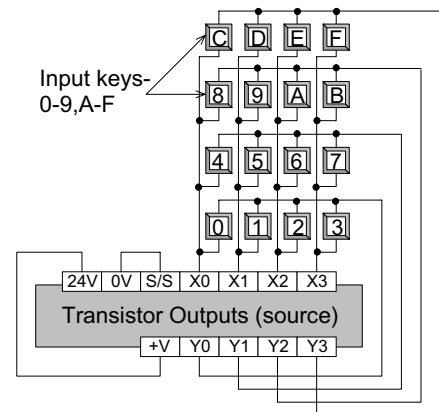 C D E F
Input keys-
0-9,A-F
8 9 A B
4 5 6 7
0 1 2 3
24V 0V S/S X0 X1 X2 X3
Transistor Outputs (source)
+V Y0 Y1 Y2 Y3